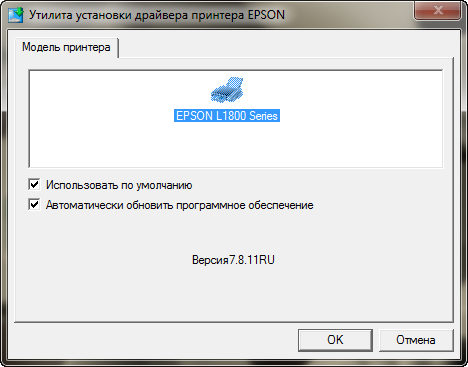 Утилита установки драйвера принтера EPSON
Модель принтера
EPSON L1800 Series
Использовать по умолчанию
Автоматически обновить программное обеспечение
Версия7.8.11RU
OK
Отмена